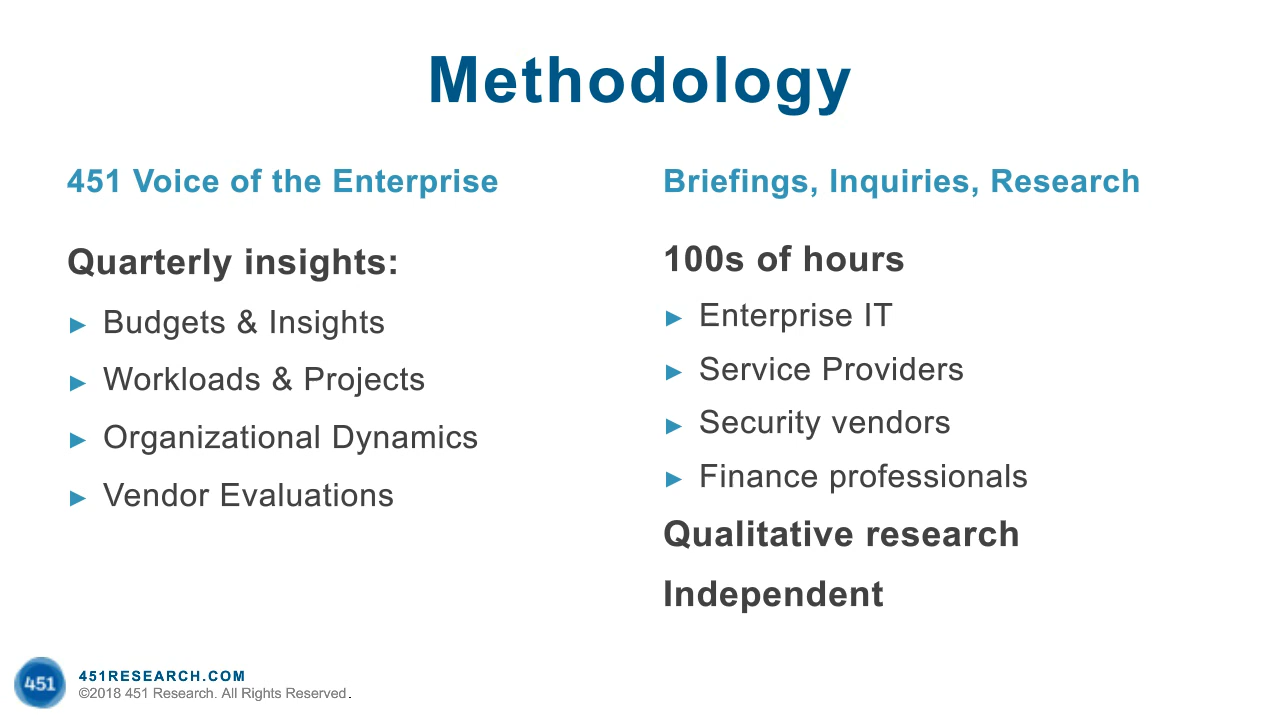 Methodology
451 Voice of the Enterprise
Quarterly insights:
► Budgets & Insights
► Workloads & Projects
► Organizational Dynamics
► Vendor Evaluations
Briefings, Inquiries, Research
100s of hours
► Enterprise IT
► Service Providers
► Security vendors
► Finance professionals
Qualitative research
Independent
451
451RESEARCH.COM
©2018 451 Research. All Rights Reserved.